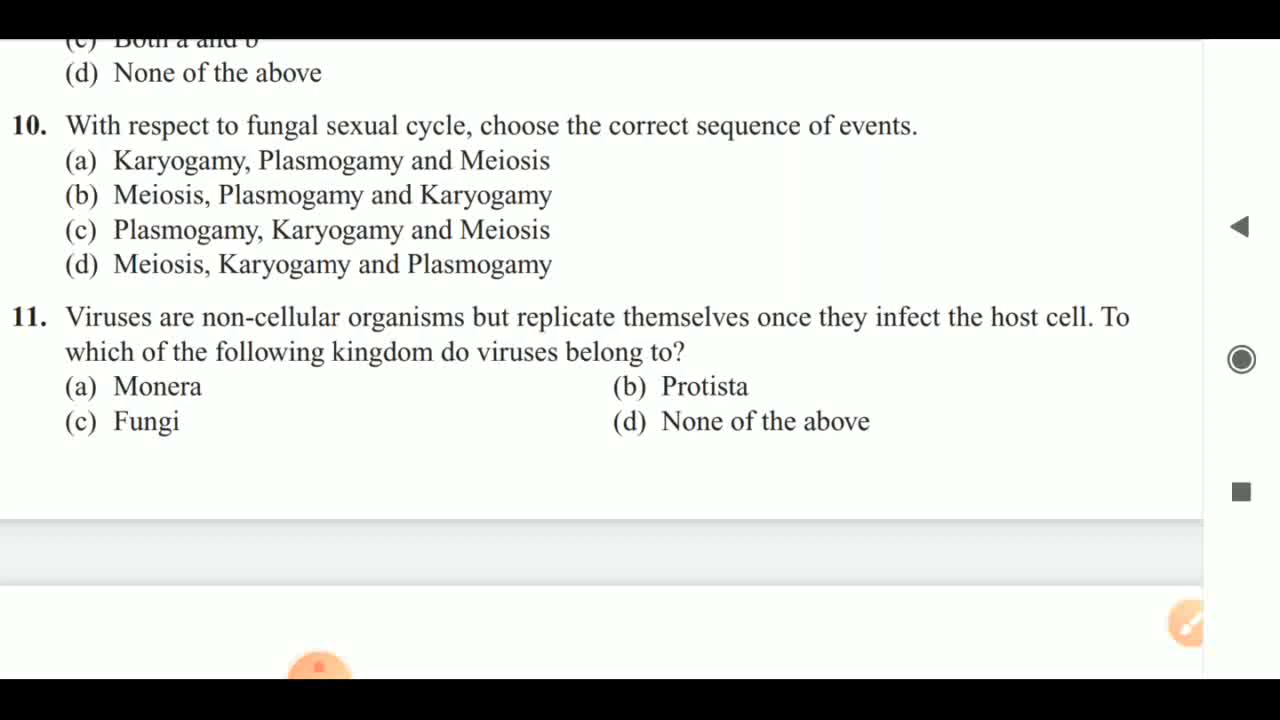 (c) Both a and b
(d) None of the above
10. With respect to fungal sexual cycle, choose the correct sequence of events.
(a) Karyogamy, Plasmogamy and Meiosis
(b) Meiosis, Plasmogamy and Karyogamy
(c) Plasmogamy, Karyogamy and Meiosis
(d) Meiosis, Karyogamy and Plasmogamy
11. Viruses are non-cellular organisms but replicate themselves once they infect the host cell. To
which of the following kingdom do viruses belong to?
(a) Monera (b) Protista
(c) Fungi (d) None of the above